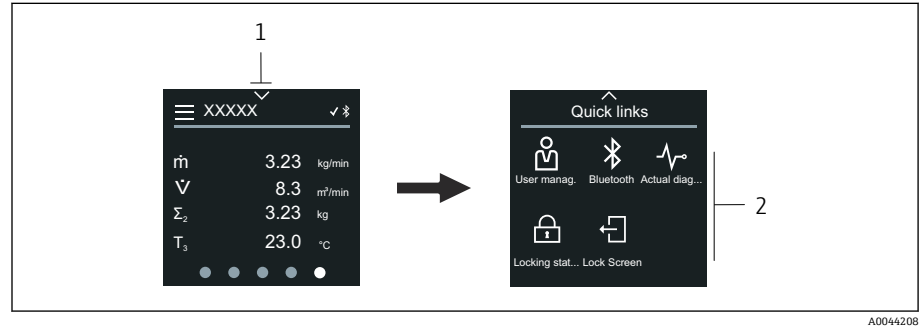 1
XXXXX
ṁ 3.23 kg/min
V̇ 8.3 m³/min
Σ₂ 3.23 kg
T₃ 23.0 °C
Quick links
User manag. Bluetooth Actual diag...
Locking stat... Lock Screen
2
A0044208